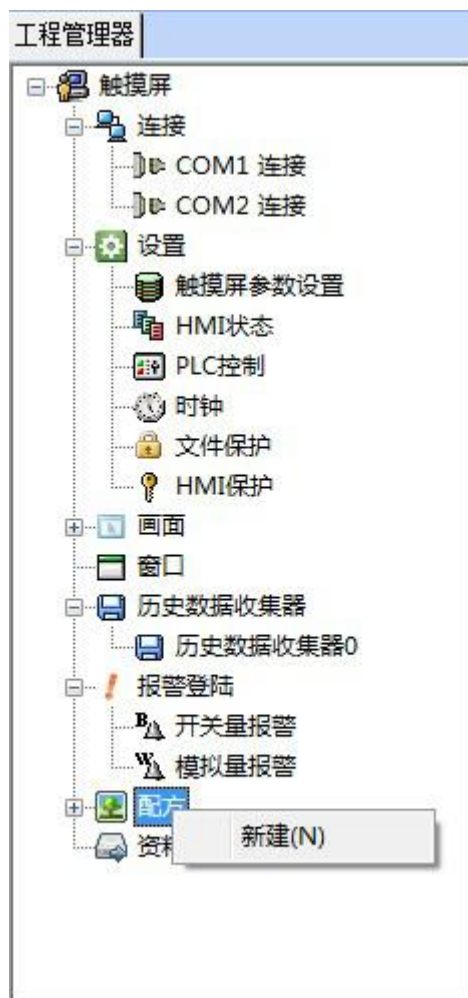 工程管理器
触摸屏
连接
COM1 连接
COM2 连接
设置
触摸屏参数设置
HMI状态
PLC控制
时钟
文件保护
HMI保护
画面
窗口
历史数据收集器
历史数据收集器0
报警登陆
开关量报警
模拟量报警
配方
新建(N)
资